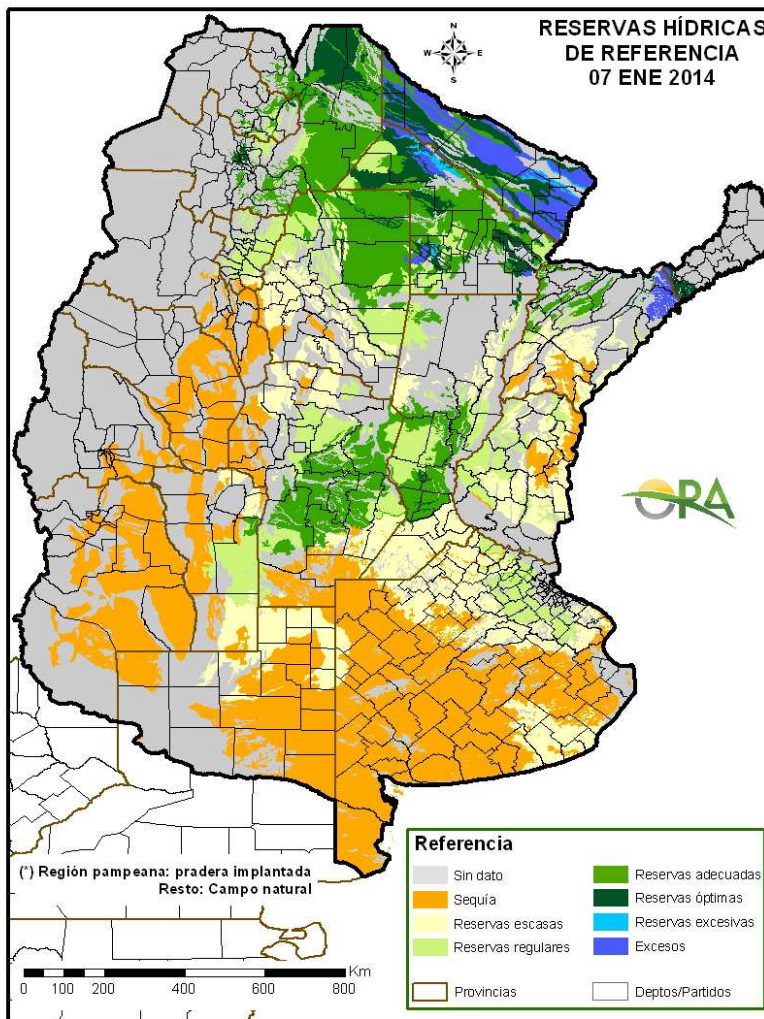 RESERVAS HÍDRICAS
DE REFERENCIA
07 ENE 2014
N
W E
S
OPA
(*) Región pampeana: pradera implantada
Resto: Campo natural
0 100 200 400 600 800 Km
Referencia
Sin dato
Sequía
Reservas escasas
Reservas regulares
Reservas adecuadas
Reservas óptimas
Reservas excesivas
Excesos
Provincias
Deptos/Partidos